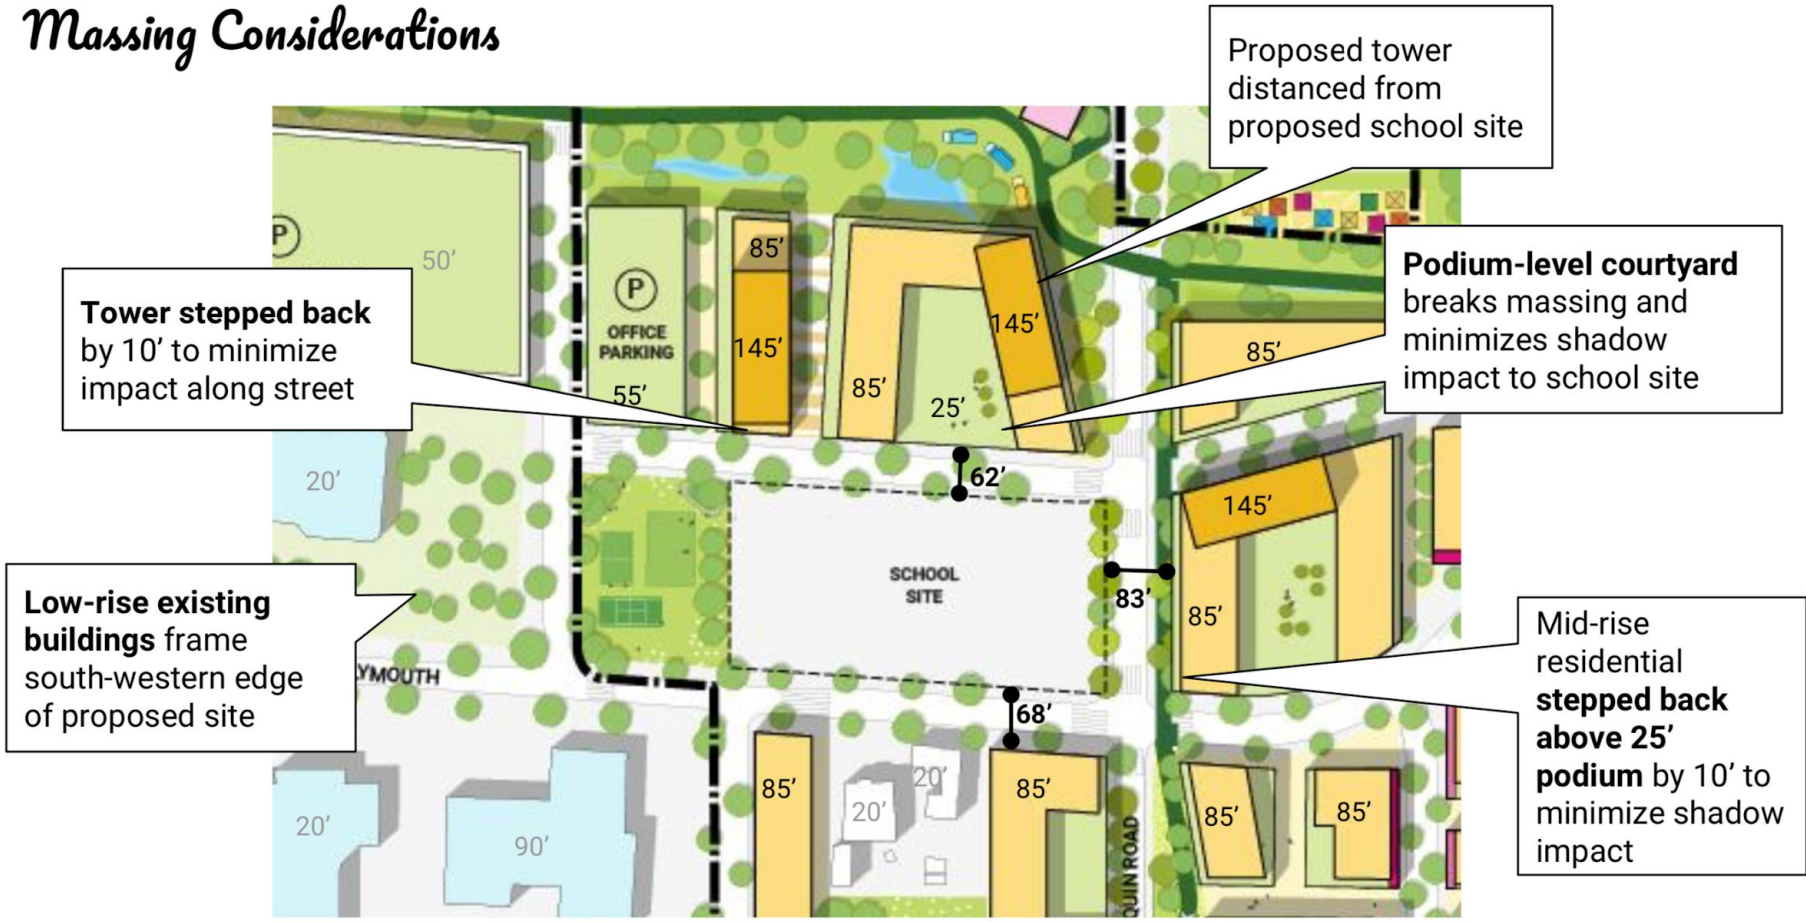 Massing Considerations
Proposed tower
distanced from
proposed school site
P
50’
Tower stepped back
by 10’ to minimize
impact along street
P
OFFICE
PARKING
55’
85’
145’
85’
25’
145’
Podium-level courtyard
breaks massing and
minimizes shadow
impact to school site
85’
20’
62’
145’
SCHOOL
SITE
83’
85’
Low-rise existing
buildings frame
south-western edge
of proposed site
YMOUTH
68’
Mid-rise
residential
stepped back
above 25’
podium by 10’ to
minimize shadow
impact
20’
90’
85’
20’
20’
85’
QUIN ROAD
85’
85’